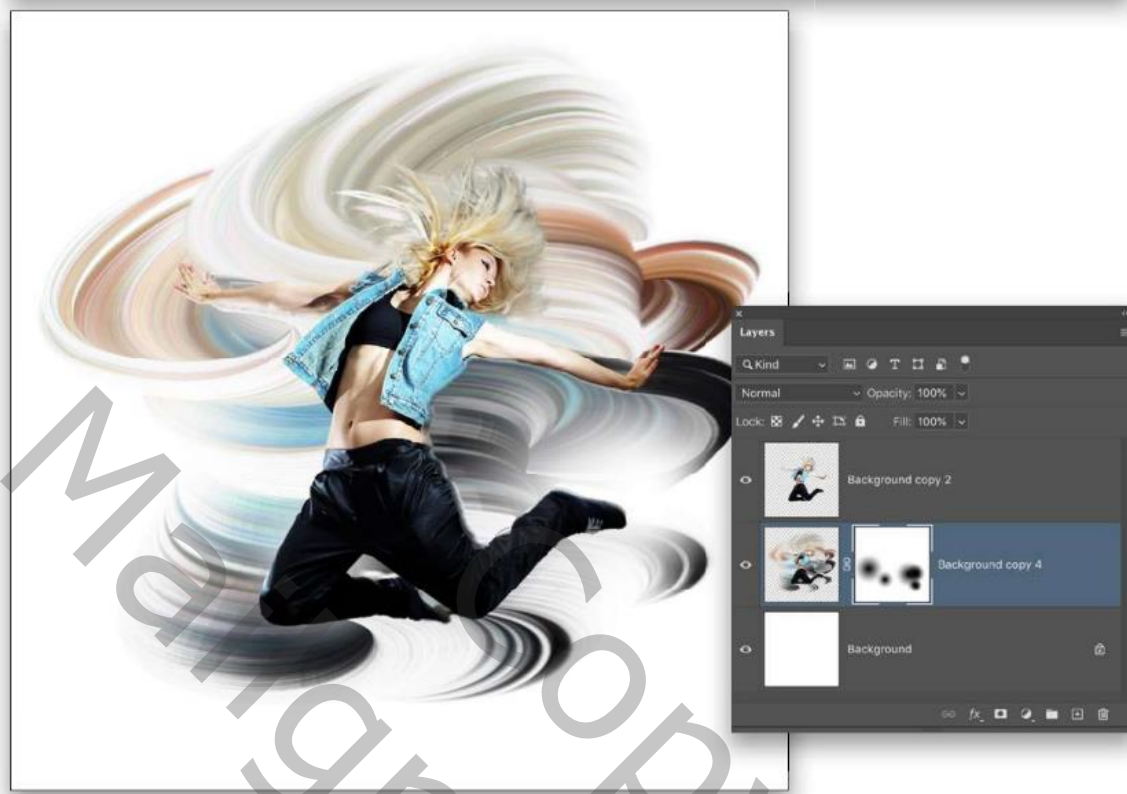 Layers
Kind
Normal Opacity: 100%
Lock: Fill: 100%
Background copy 2
Background copy 4
Background
fx